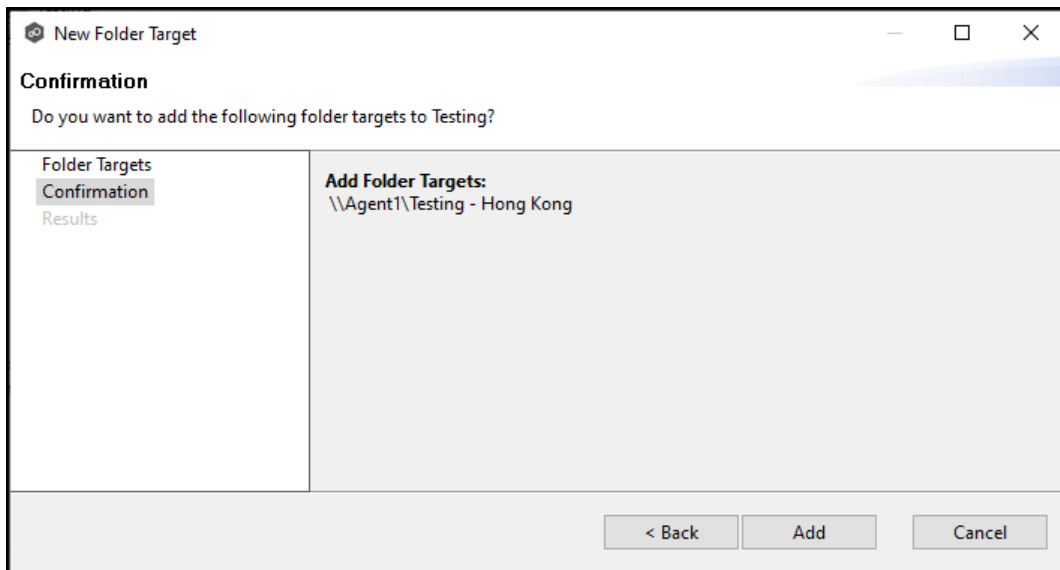 New Folder Target
Confirmation
Do you want to add the following folder targets to Testing?
Folder Targets
Confirmation
Results
Add Folder Targets:
\\Agent1\Testing - Hong Kong
< Back
Add
Cancel